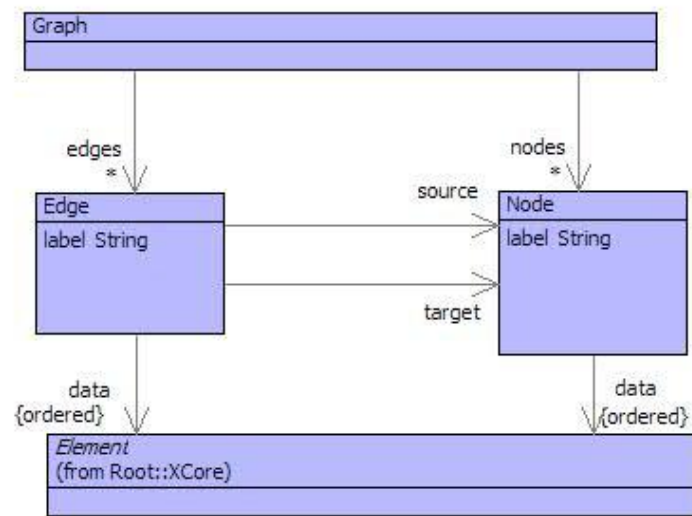 Graph
edges
*
nodes
*
Edge
label String
source
target
Node
label String
data
{ordered}
data
{ordered}
Element
(from Root::XCore)